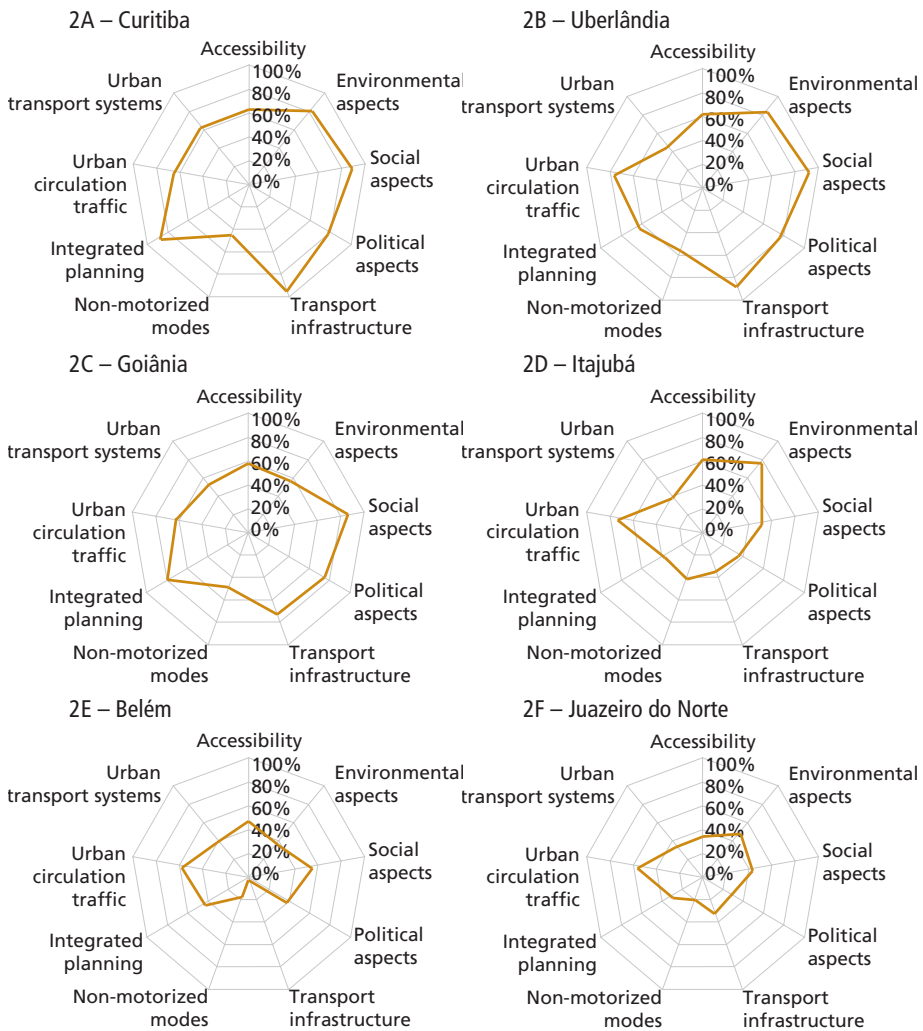 2A – Curitiba
Accessibility
100%
80%
60%
40%
20%
0%
Environmental
aspects
Social
aspects
Political
aspects
Transport
infrastructure
Non-motorized
modes
Integrated
planning
Urban
circulation
traffic
Urban
transport systems
2B – Uberlândia
Accessibility
100%
80%
60%
40%
20%
0%
Environmental
aspects
Social
aspects
Political
aspects
Transport
infrastructure
Non-motorized
modes
Integrated
planning
Urban
circulation
traffic
Urban
transport systems
2C – Goiânia
Accessibility
100%
80%
60%
40%
20%
0%
Environmental
aspects
Social
aspects
Political
aspects
Transport
infrastructure
Non-motorized
modes
Integrated
planning
Urban
circulation
traffic
Urban
transport systems
2D – Itajubá
Accessibility
100%
80%
60%
40%
20%
0%
Environmental
aspects
Social
aspects
Political
aspects
Transport
infrastructure
Non-motorized
modes
Integrated
planning
Urban
circulation
traffic
Urban
transport systems
2E – Belém
Accessibility
100%
80%
60%
40%
20%
0%
Environmental
aspects
Social
aspects
Political
aspects
Transport
infrastructure
Non-motorized
modes
Integrated
planning
Urban
circulation
traffic
Urban
transport systems
2F – Juazeiro do Norte
Accessibility
100%
80%
60%
40%
20%
0%
Environmental
aspects
Social
aspects
Political
aspects
Transport
infrastructure
Non-motorized
modes
Integrated
planning
Urban
circulation
traffic
Urban
transport systems